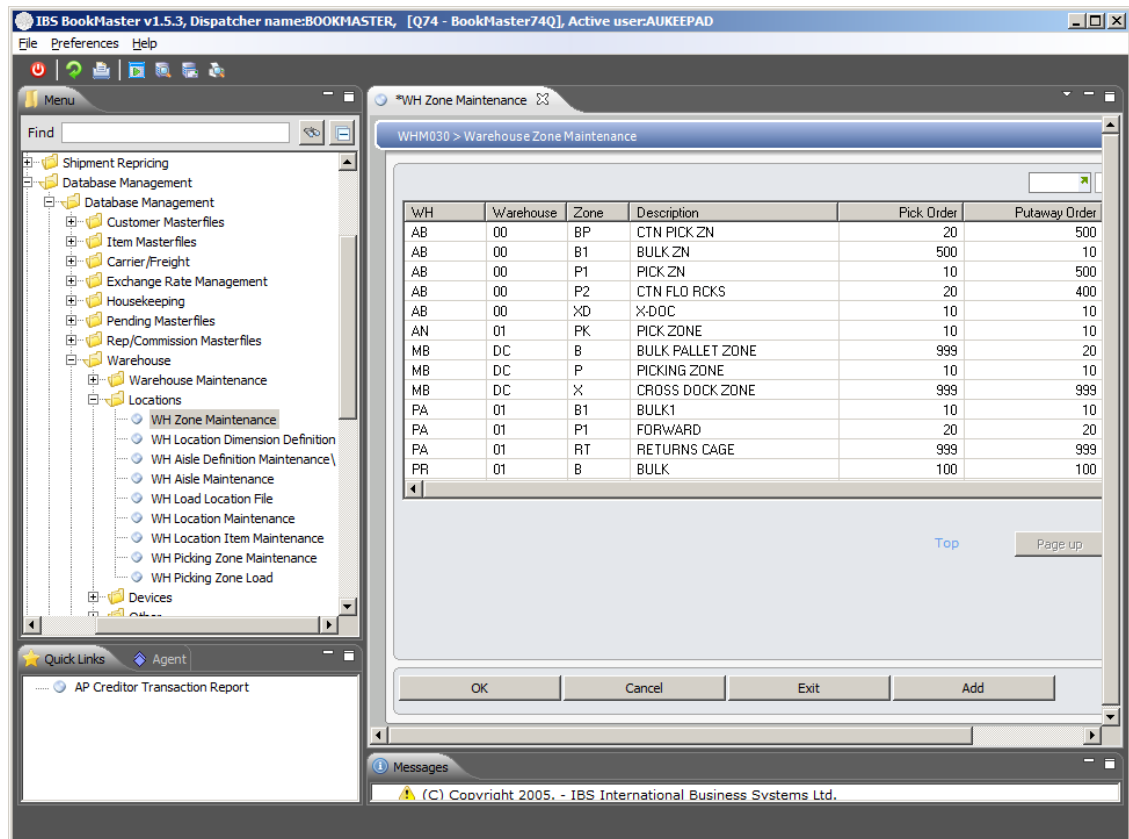 IBS BookMaster v1.5.3, Dispatcher name:BOOKMASTER, [Q74 - BookMaster74Q], Active user:AUKEEPAD
File Preferences Help
Menu
Find
Shipment Repricing
Database Management
Database Management
Customer Masterfiles
Item Masterfiles
Carrier/Freight
Exchange Rate Management
Housekeeping
Pending Masterfiles
Rep/Commission Masterfiles
Warehouse
Warehouse Maintenance
Locations
WH Zone Maintenance
WH Location Dimension Definition
WH Aisle Definition Maintenance\
WH Aisle Maintenance
WH Load Location File
WH Location Maintenance
WH Location Item Maintenance
WH Picking Zone Maintenance
WH Picking Zone Load
Devices
Other
Quick Links Agent
AP Creditor Transaction Report
*WH Zone Maintenance
WHM030 > Warehouse Zone Maintenance
WH Warehouse Zone Description Pick Order Putaway Order
AB 00 BP CTN PICK ZN 20 500
AB 00 B1 BULK ZN 500 10
AB 00 P1 PICK ZN 10 500
AB 00 P2 CTN FLO RCKS 20 400
AB 00 XD X-DOC 10 10
AN 01 PK PICK ZONE 10 10
MB DC B BULK PALLET ZONE 999 20
MB DC P PICKING ZONE 10 10
MB DC X CROSS DOCK ZONE 999 999
PA 01 B1 BULK1 10 10
PA 01 P1 FORWARD 20 20
PA 01 RT RETURNS CAGE 999 999
PR 01 B BULK 100 100
Top Page up
OK Cancel Exit Add
Messages
(C) Copyright 2005. - IBS International Business Systems Ltd.